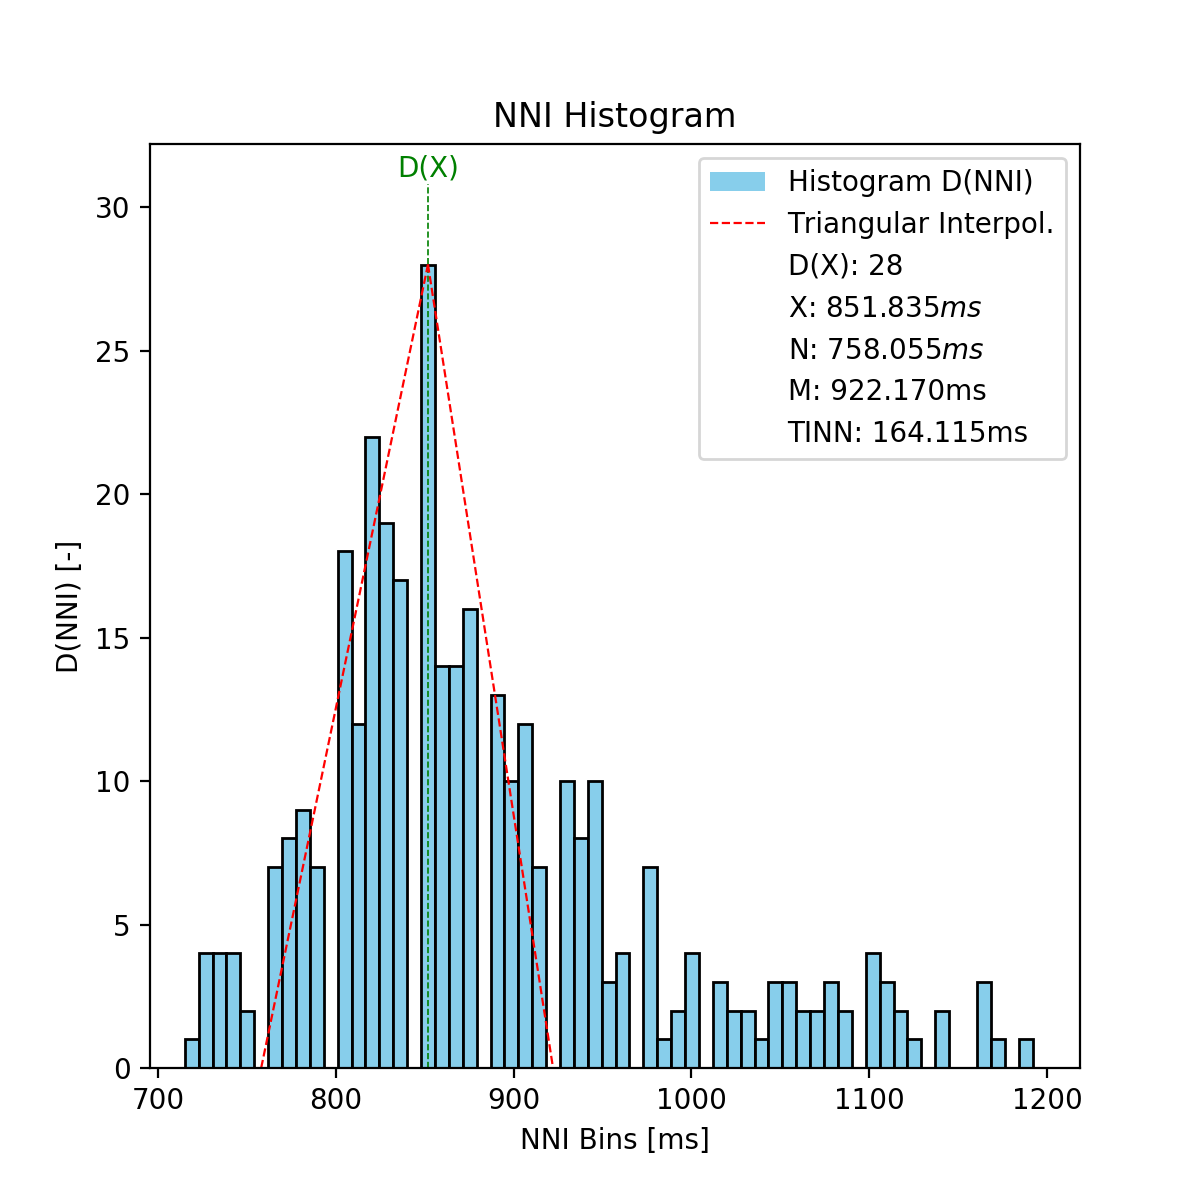 NNI Histogram
D(X)
Histogram D(NNI)
Triangular Interpol.
D(X): 28
X: 851.835ms
N: 758.055ms
M: 922.170ms
TINN: 164.115ms
D(NNI) [-]
30
25
20
15
10
5
0
700 800 900 1000 1100 1200
NNI Bins [ms]